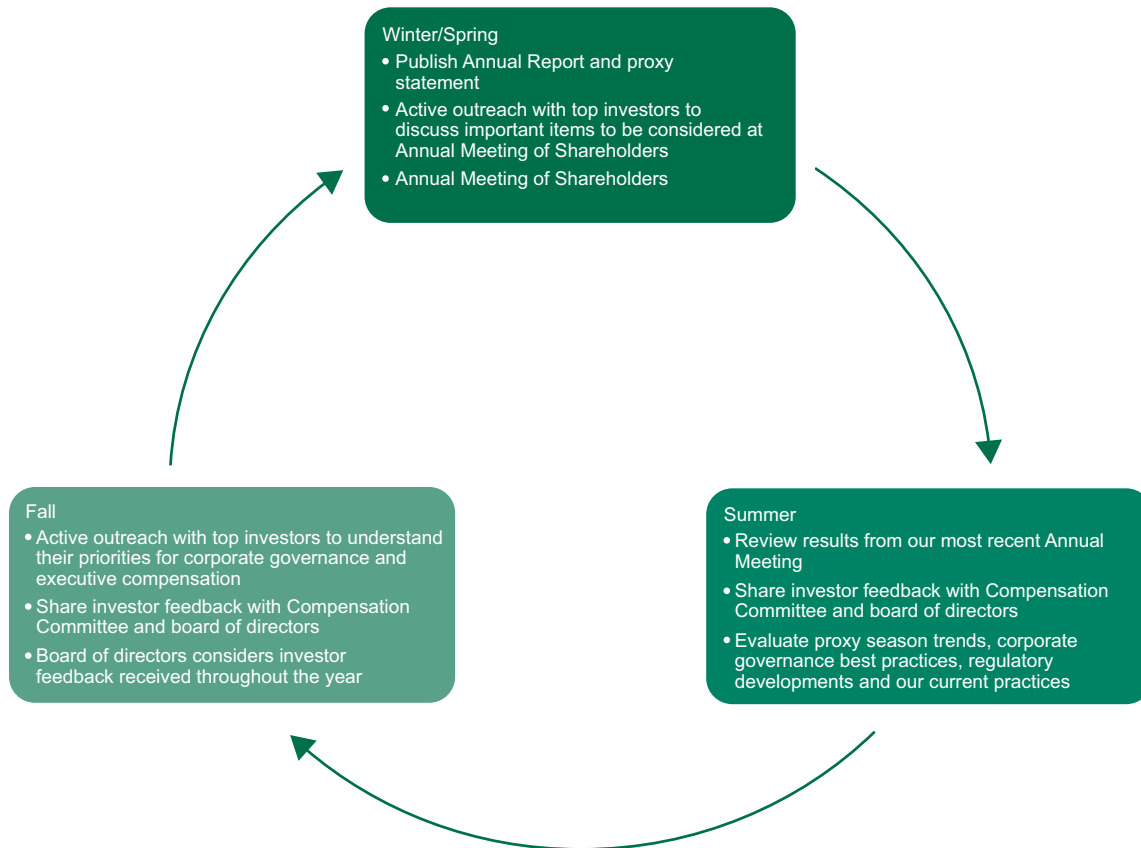 Winter/Spring
• Publish Annual Report and proxy
statement
• Active outreach with top investors to
discuss important items to be considered at
Annual Meeting of Shareholders
• Annual Meeting of Shareholders
Summer
• Review results from our most recent Annual
Meeting
• Share investor feedback with Compensation
Committee and board of directors
• Evaluate proxy season trends, corporate
governance best practices, regulatory
developments and our current practices
Fall
• Active outreach with top investors to understand
their priorities for corporate governance and
executive compensation
• Share investor feedback with Compensation
Committee and board of directors
• Board of directors considers investor
feedback received throughout the year